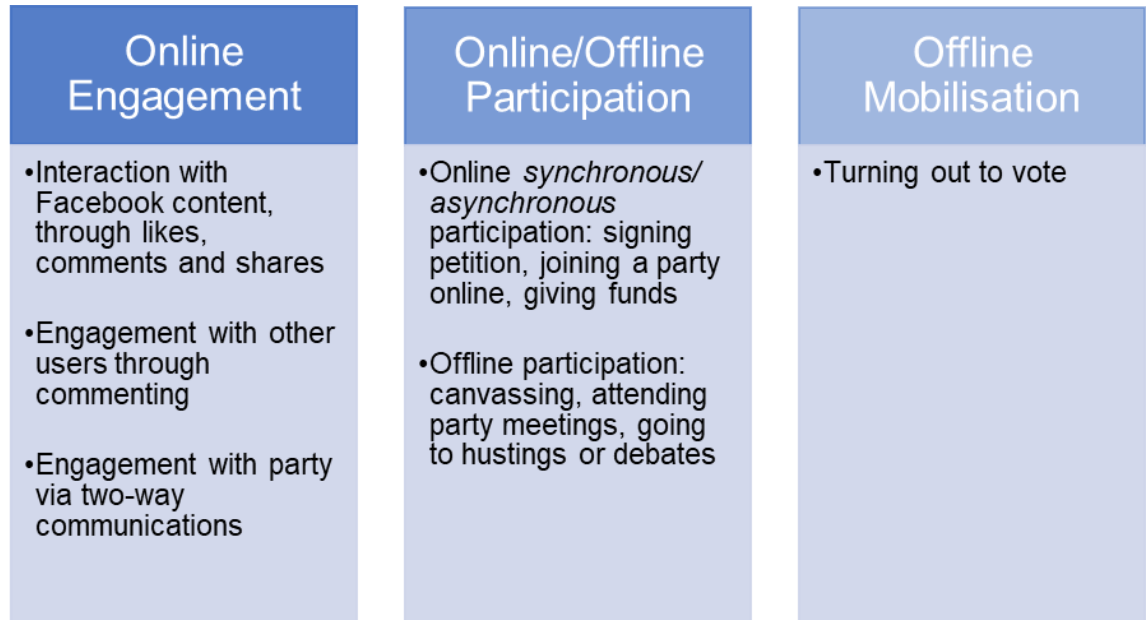 Online
Engagement
•Interaction with
Facebook content,
through likes,
comments and shares
•Engagement with other
users through
commenting
•Engagement with party
via two-way
communications
Online/Offline
Participation
•Online synchronous/
asynchronous
participation: signing
petition, joining a party
online, giving funds
•Offline participation:
canvassing, attending
party meetings, going
to hustings or debates
Offline
Mobilisation
•Turning out to vote